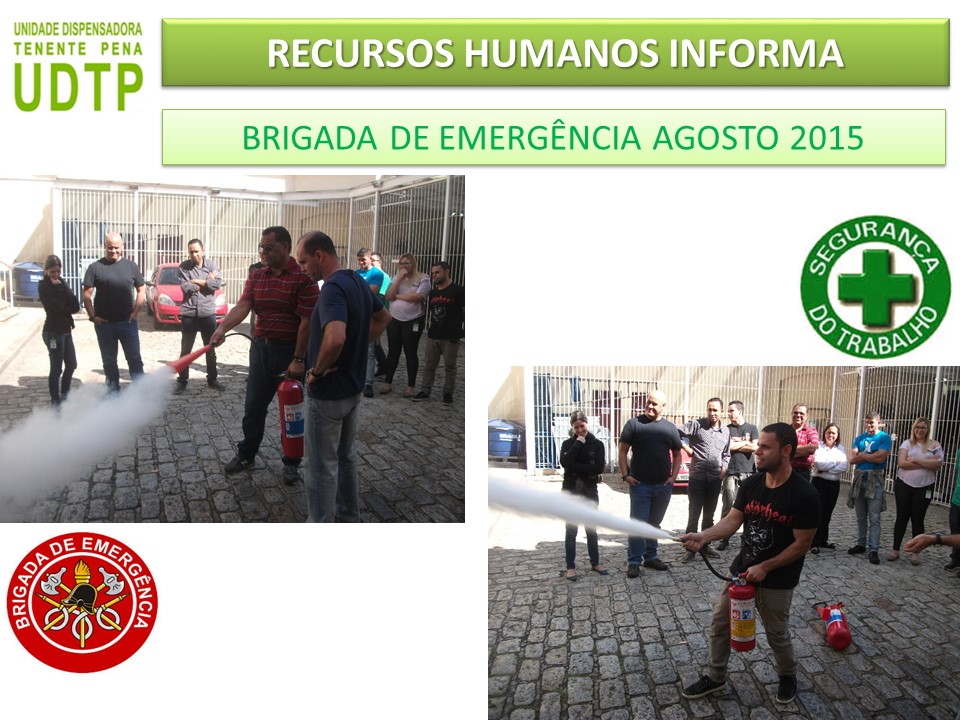 UNIDADE DISPENSADORA
TENENTE PENA
UDTP
RECURSOS HUMANOS INFORMA
BRIGADA DE EMERGÊNCIA AGOSTO 2015
SEGURANÇA
DO TRABALHO
BRIGADA DE EMERGÊNCIA
Motörhead